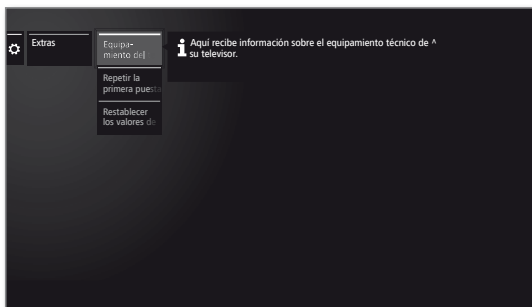 Extras
Equipa-
miento del
Repetir la
primera puesta
Restablecer
los valores de
Aquí recibe información sobre el equipamiento técnico de ^
su televisor.